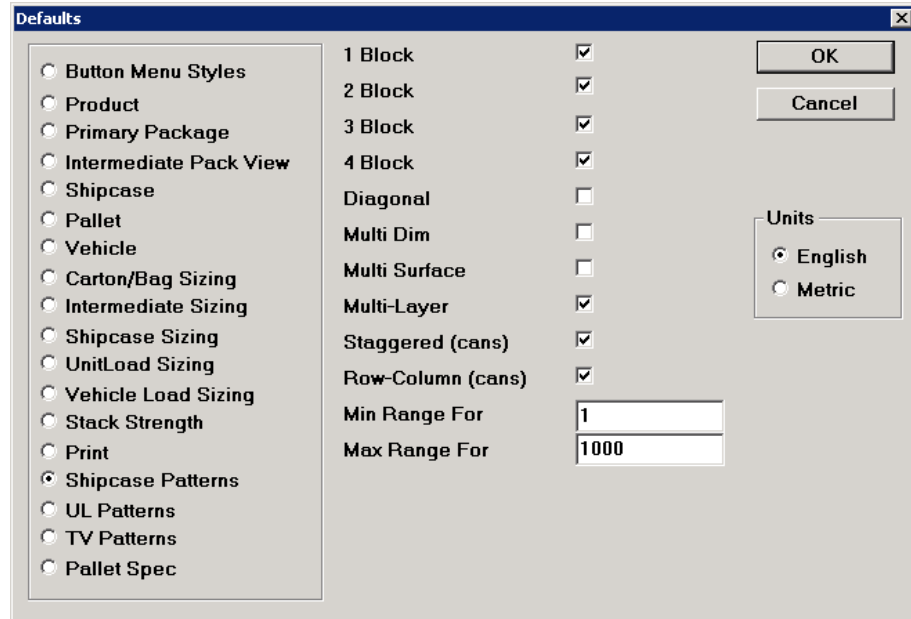 Defaults
Button Menu Styles
Product
Primary Package
Intermediate Pack View
Shipcase
Pallet
Vehicle
Carton/Bag Sizing
Intermediate Sizing
Shipcase Sizing
UnitLoad Sizing
Vehicle Load Sizing
Stack Strength
Print
Shipcase Patterns
UL Patterns
TV Patterns
Pallet Spec
1 Block
2 Block
3 Block
4 Block
Diagonal
Multi Dim
Multi Surface
Multi-Layer
Staggered (cans)
Row-Column (cans)
Min Range For 1
Max Range For 1000
OK
Cancel
Units
English
Metric